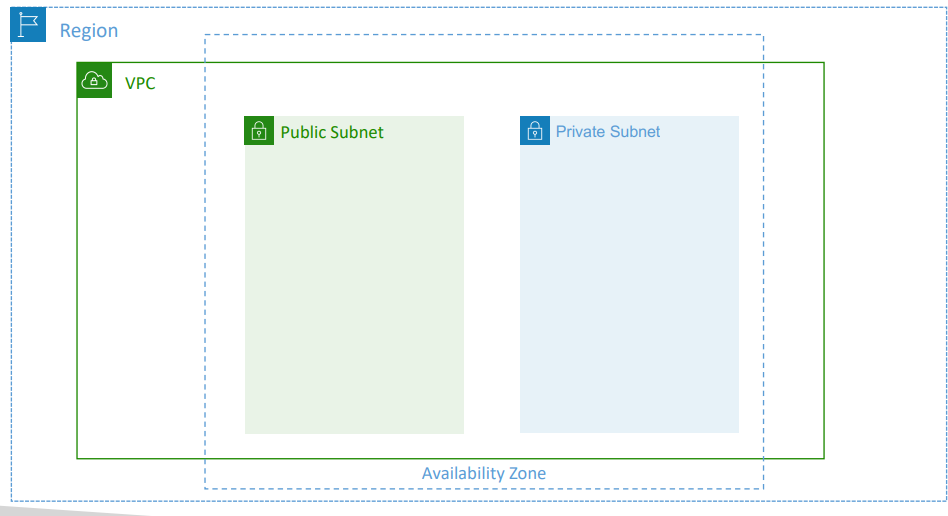 Region
VPC
Public Subnet
Private Subnet
Availability Zone